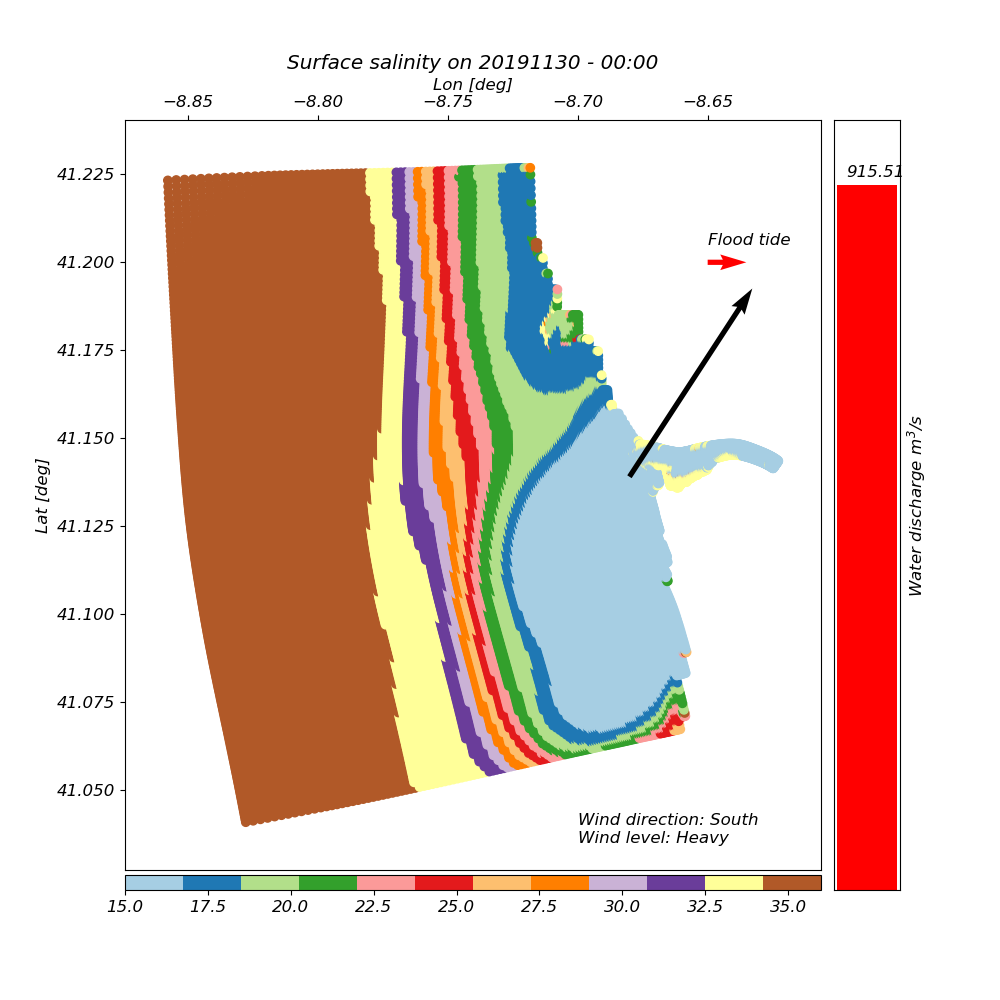 Surface salinity on 20191130 - 00:00
Lon [deg]
−8.85 −8.80 −8.75 −8.70 −8.65
915.51
41.225
41.200
41.175
41.150
41.125
41.100
41.075
41.050
Lat [deg]
Flood tide
Water discharge m³/s
Wind direction: South
Wind level: Heavy
15.0 17.5 20.0 22.5 25.0 27.5 30.0 32.5 35.0